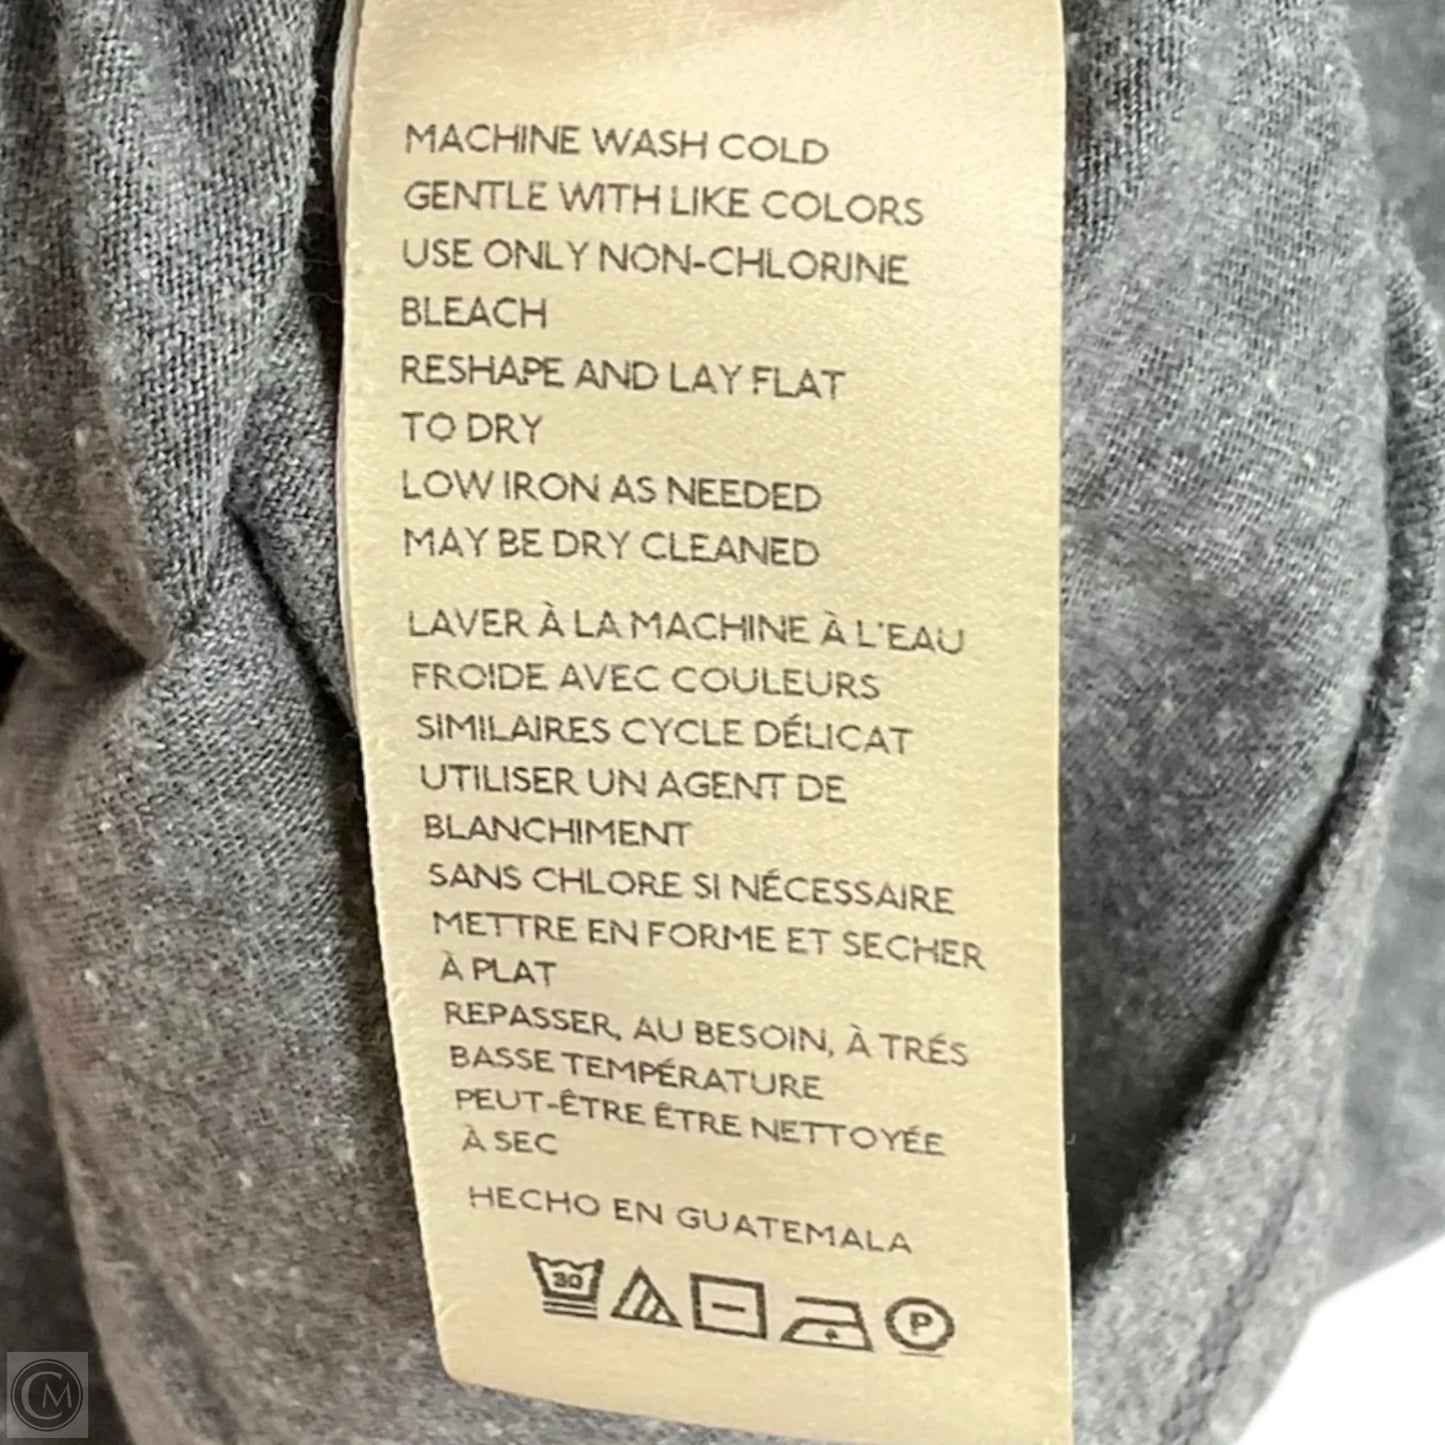 MACHINE WASH COLD
GENTLE WITH LIKE COLORS
USE ONLY NON-CHLORINE
BLEACH
RESHAPE AND LAY FLAT
TO DRY
LOW IRON AS NEEDED
MAY BE DRY CLEANED
LAVER À LA MACHINE À L'EAU
FROIDE AVEC COULEURS
SIMILAIRES CYCLE DÉLICAT
UTILISER UN AGENT DE
BLANCHIMENT
SANS CHLORE SI NÉCESSAIRE
METTRE EN FORME ET SECHER
À PLAT
REPASSER, AU BESOIN, À TRÉS
BASSE TEMPÉRATURE
PEUT-ÊTRE ÊTRE NETTOYÉE
À SEC
HECHO EN GUATEMALA
30 P
CM